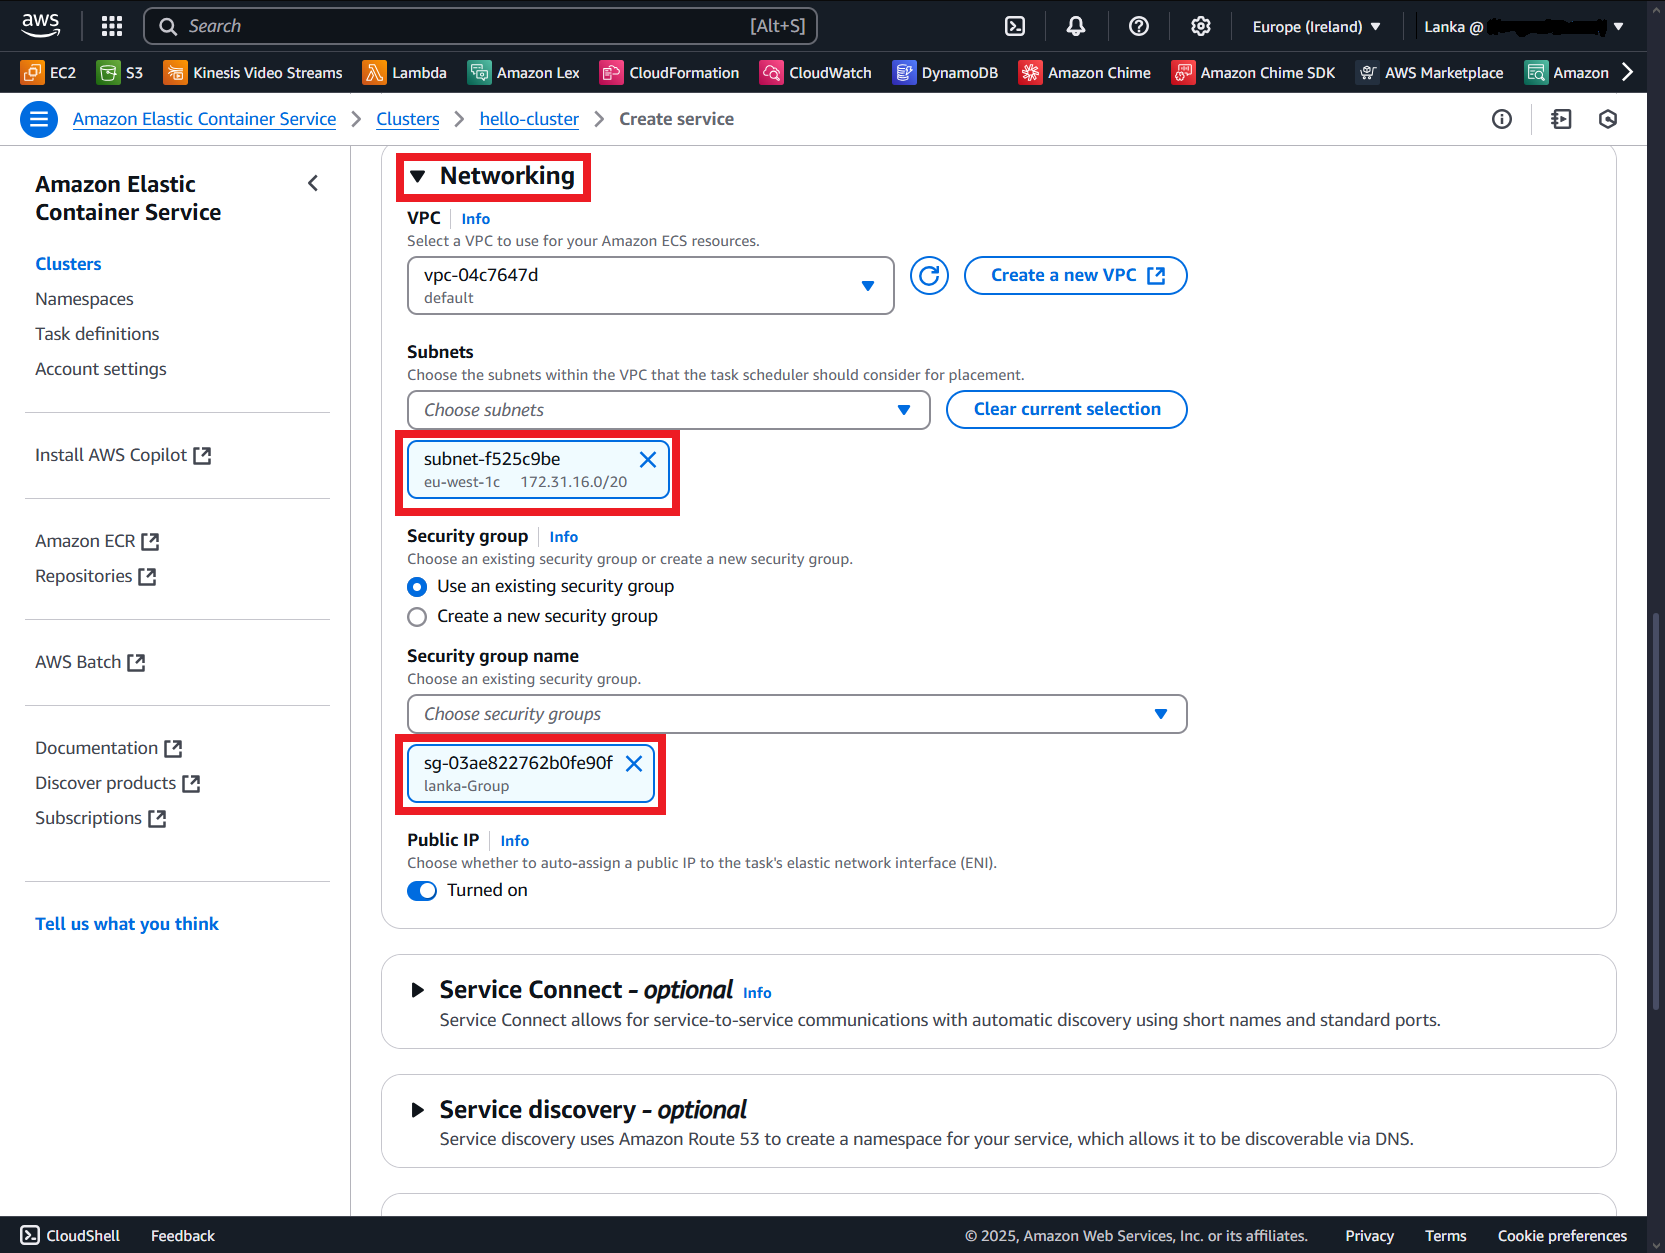 aws
Search [Alt+S]
Europe (Ireland)
Lanka @
EC2 S3 Kinesis Video Streams Lambda Amazon Lex CloudFormation CloudWatch DynamoDB Amazon Chime Amazon Chime SDK AWS Marketplace Amazon
Amazon Elastic Container Service Clusters hello-cluster Create service
Amazon Elastic
Container Service
Clusters
Namespaces
Task definitions
Account settings
Install AWS Copilot
Amazon ECR
Repositories
AWS Batch
Documentation
Discover products
Subscriptions
Tell us what you think
Networking
VPC Info
Select a VPC to use for your Amazon ECS resources.
vpc-04c7647d
default
Create a new VPC
Subnets
Choose the subnets within the VPC that the task scheduler should consider for placement.
Choose subnets
Clear current selection
subnet-f525c9be
eu-west-1c 172.31.16.0/20
Security group Info
Choose an existing security group or create a new security group.
Use an existing security group
Create a new security group
Security group name
Choose an existing security group.
Choose security groups
sg-03ae822762b0fe90f
lanka-Group
Public IP Info
Choose whether to auto-assign a public IP to the task's elastic network interface (ENI).
Turned on
Service Connect - optional Info
Service Connect allows for service-to-service communications with automatic discovery using short names and standard ports.
Service discovery - optional
Service discovery uses Amazon Route 53 to create a namespace for your service, which allows it to be discoverable via DNS.
CloudShell Feedback © 2025, Amazon Web Services, Inc. or its affiliates. Privacy Terms Cookie preferences